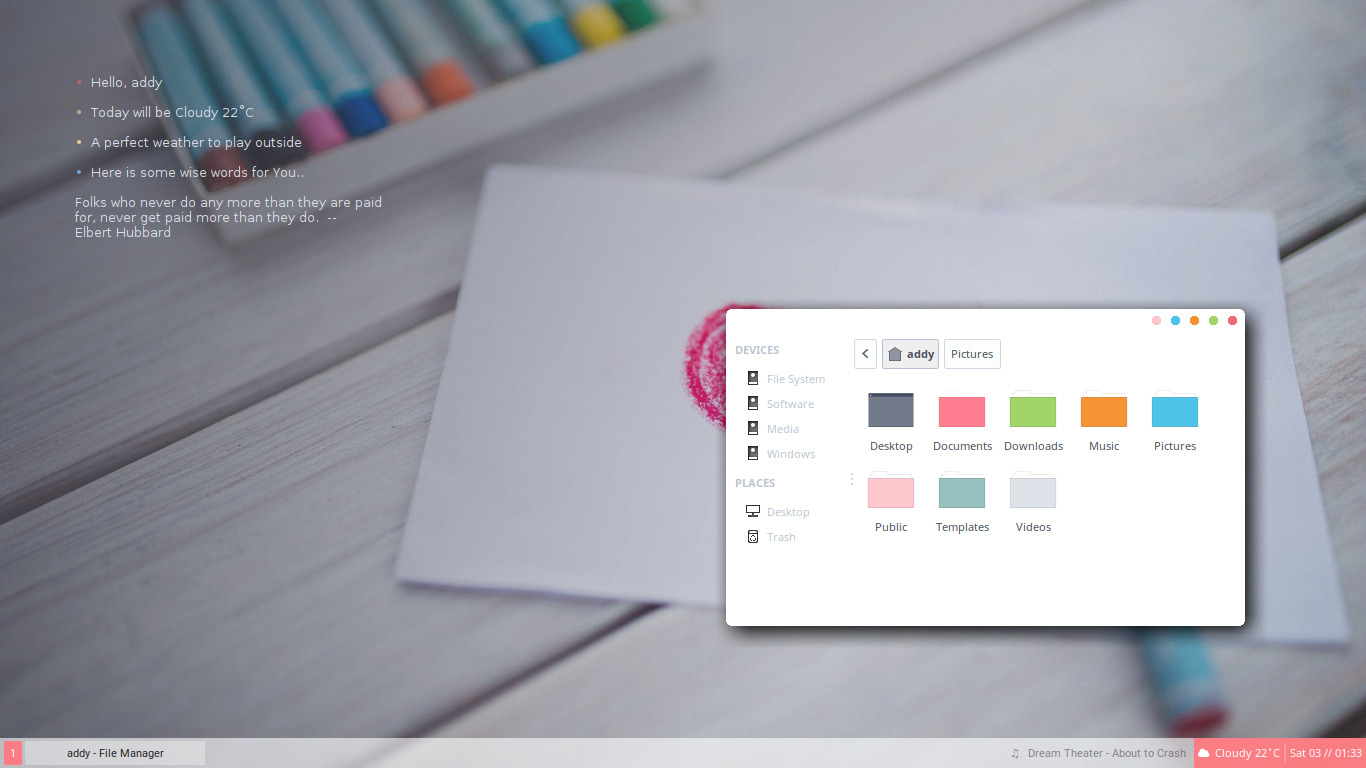 Hello, addy
Today will be Cloudy 22°C
A perfect weather to play outside
Here is some wise words for You..
Folks who never do any more than they are paid
for, never get paid more than they do.  --
Elbert Hubbard
DEVICES
File System
Software
Media
Windows
PLACES
Desktop
Trash
addy
Pictures
Desktop
Documents
Downloads
Music
Pictures
Public
Templates
Videos
1
addy - File Manager
♫ Dream Theater - About to Crash
Cloudy 22°C
Sat 03 // 01:33